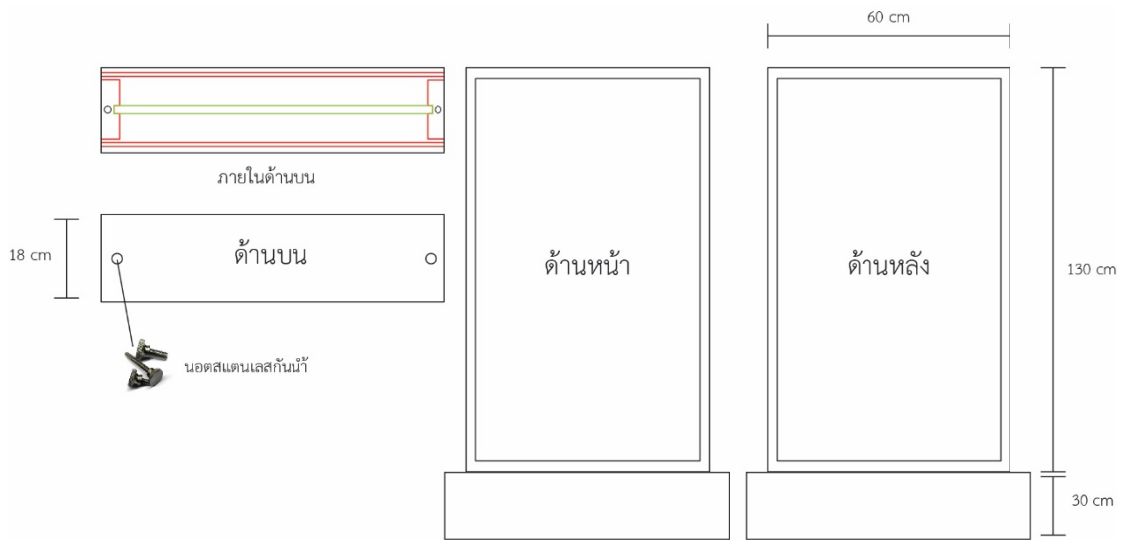 60 cm
ภายในด้านบน
18 cm
ด้านบน
ด้านหน้า
ด้านหลัง
130 cm
นอตสแตนเลสกันน้ำ
30 cm